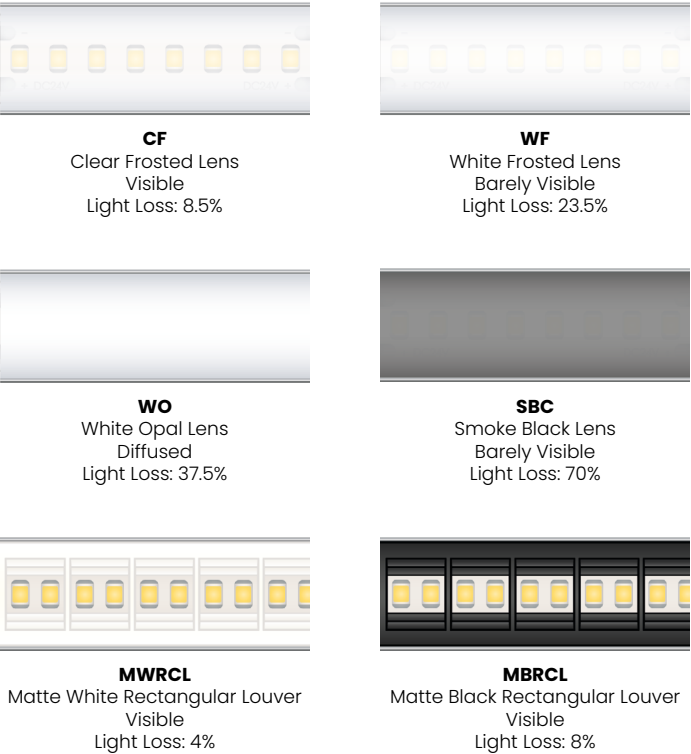 CF
Clear Frosted Lens
Visible
Light Loss: 8.5%
WF
White Frosted Lens
Barely Visible
Light Loss: 23.5%
WO
White Opal Lens
Diffused
Light Loss: 37.5%
SBC
Smoke Black Lens
Barely Visible
Light Loss: 70%
MWRCL
Matte White Rectangular Louver
Visible
Light Loss: 4%
MBRCL
Matte Black Rectangular Louver
Visible
Light Loss: 8%